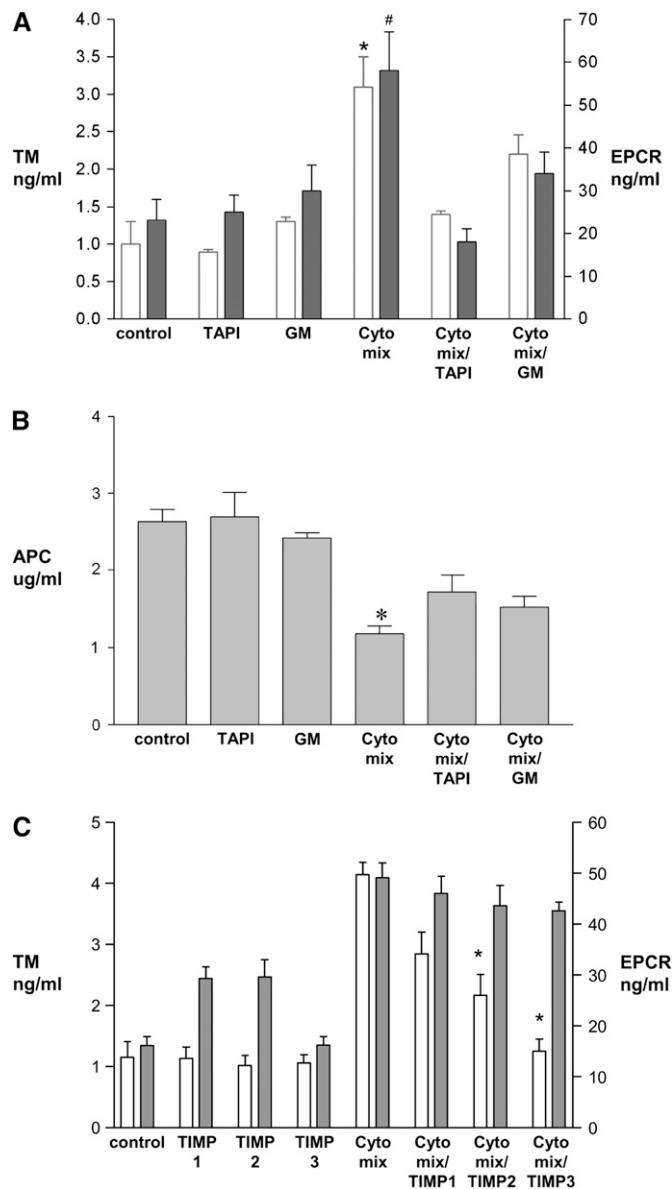 A
4.0
3.5
3.0
2.5
2.0
1.5
1.0
0.5
0.0
TM
ng/ml
70
60
50
40
30
20
10
0
EPCR
ng/ml
*
#
control TAPI GM Cyto mix Cyto mix/ TAPI Cyto mix/ GM
B
4
3
2
1
0
APC
ug/ml
*
control TAPI GM Cyto mix Cyto mix/ TAPI Cyto mix/ GM
C
5
4
3
2
1
0
TM
ng/ml
60
50
40
30
20
10
0
EPCR
ng/ml
*
*
control TIMP 1 TIMP 2 TIMP 3 Cyto mix Cyto mix/ TIMP1 Cyto mix/ TIMP2 Cyto mix/ TIMP3